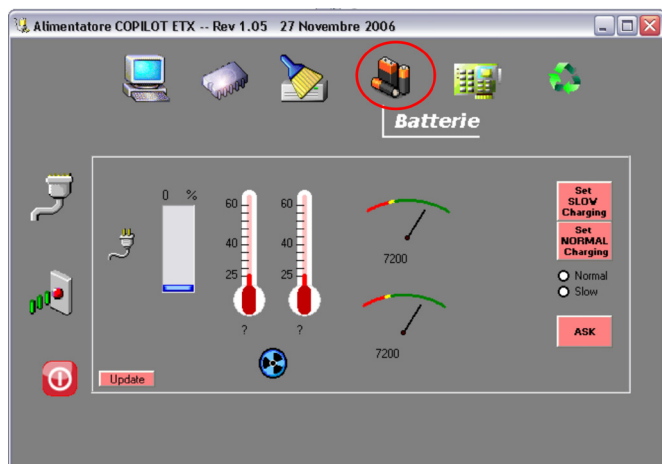 Alimentatore COPILOT ETX -- Rev 1.05 27 Novembre 2006
Batterie
0 %
60
40
25
?
60
40
25
?
7200
7200
Set
SLOW
Charging
Set
NORMAL
Charging
Normal
Slow
ASK
Update